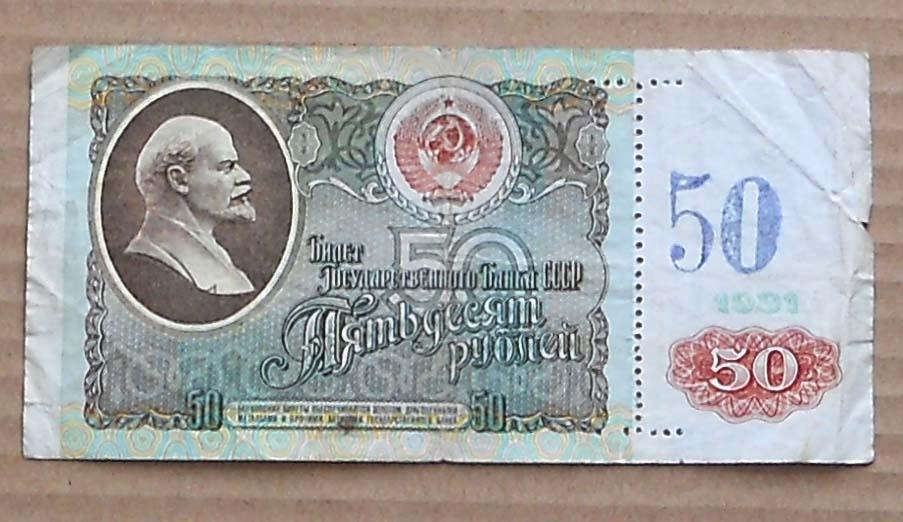 50
1991
50
50
Билет
Государственного Банка СССР
Пятьдесят
рублей
50
50